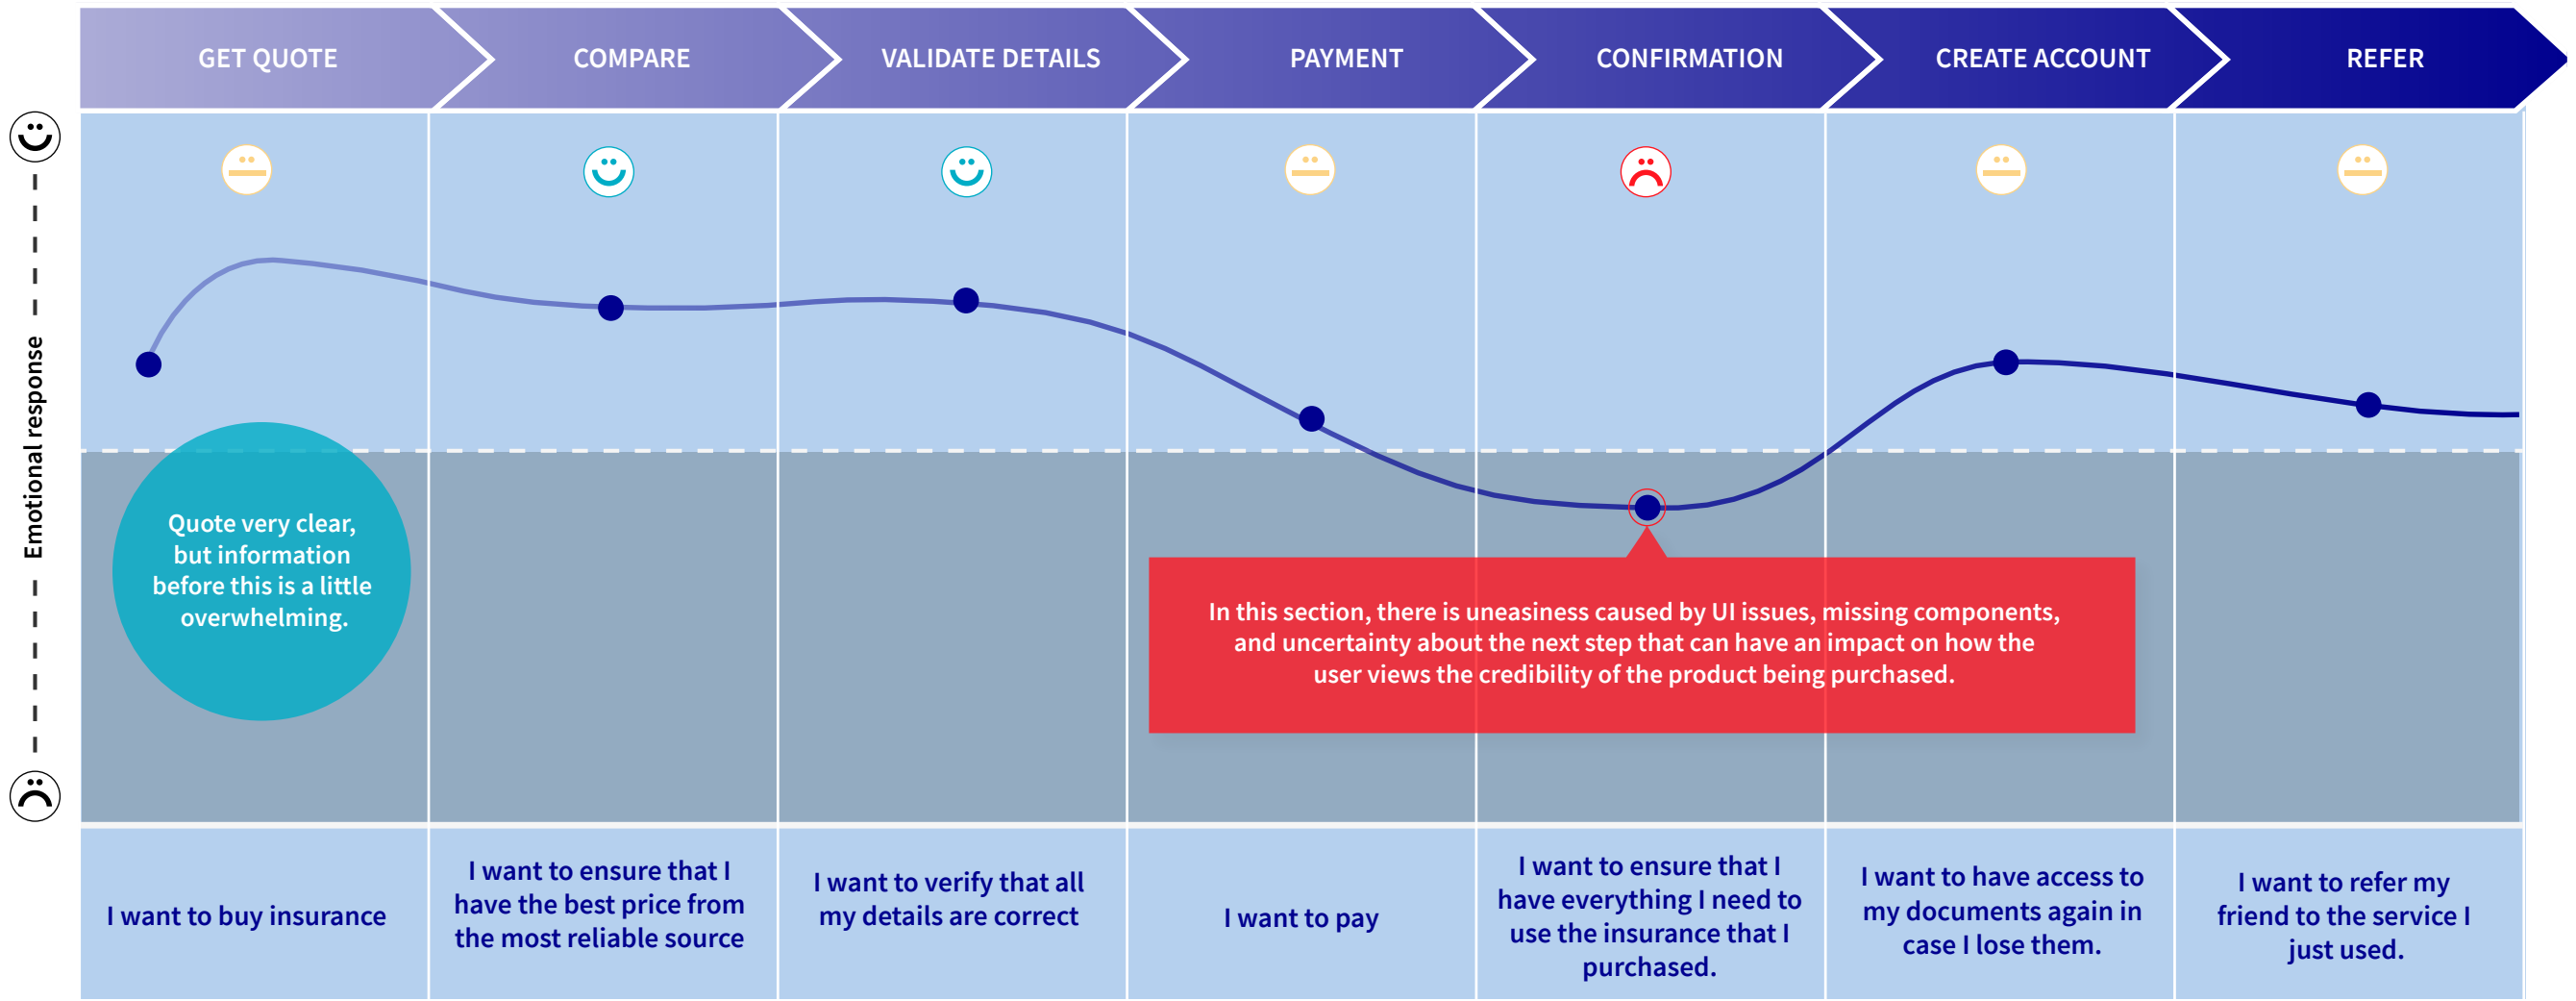 GET QUOTE
COMPARE
VALIDATE DETAILS
PAYMENT
CONFIRMATION
CREATE ACCOUNT
REFER
Emotional response
Quote very clear,
but information
before this is a little
overwhelming.
In this section, there is uneasiness caused by UI issues, missing components,
and uncertainty about the next step that can have an impact on how the
user views the credibility of the product being purchased.
I want to buy insurance
I want to ensure that I
have the best price from
the most reliable source
I want to verify that all
my details are correct
I want to pay
I want to ensure that I
have everything I need to
use the insurance that I
purchased.
I want to have access to
my documents again in
case I lose them.
I want to refer my
friend to the service I
just used.